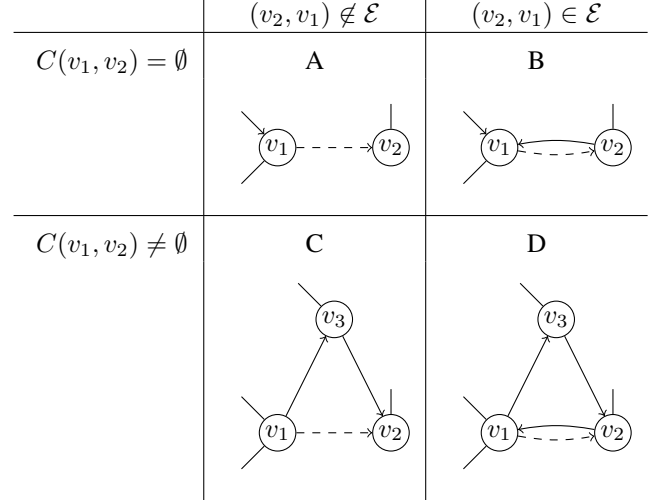 (v₂, v₁) ∉ ℰ (v₂, v₁) ∈ ℰ
C(v₁, v₂) = ∅ A B
v₁ v₂ v₁ v₂
C(v₁, v₂) ≠ ∅ C D
v₃ v₃
v₁ v₂ v₁ v₂